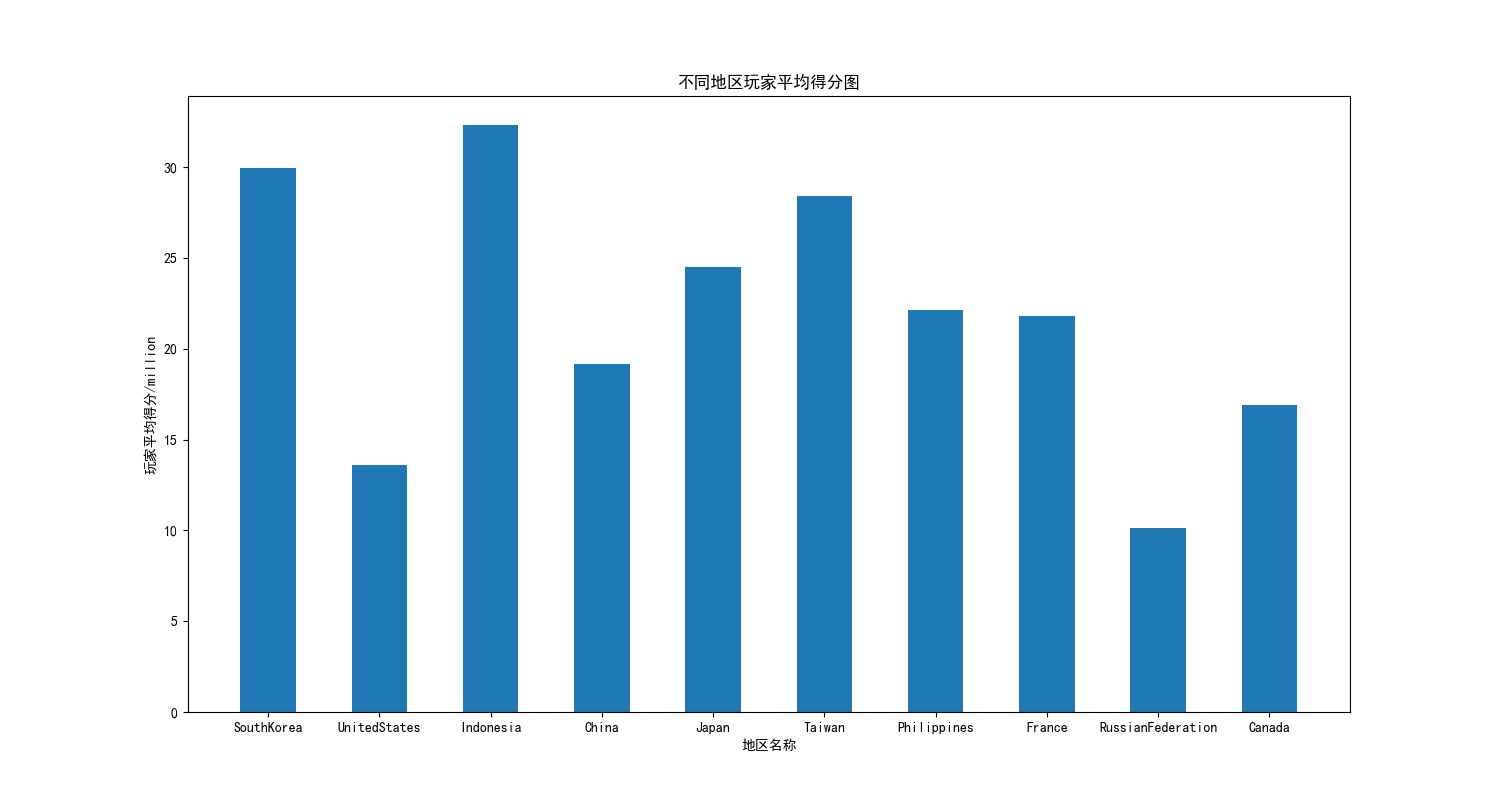 不同地区玩家平均得分图
玩家平均得分/million
30
25
20
15
10
5
0
SouthKorea UnitedStates Indonesia China Japan Taiwan Philippines France RussianFederation Canada
地区名称